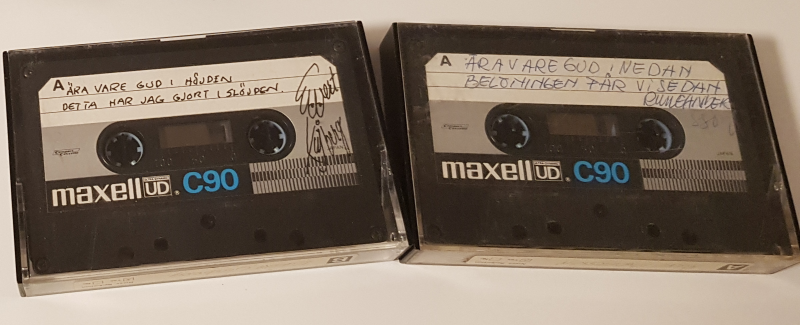 A ÄRA VARE GUD I HÖJDEN
DETTA HAR JAG GJORT I SLÖJDEN.
maxell UD. C90
A ÄRA VARE GUD I NEDAN
BELÖNINGEN FÅR VI SEDAN
JAPAN
maxell UD. C90
A